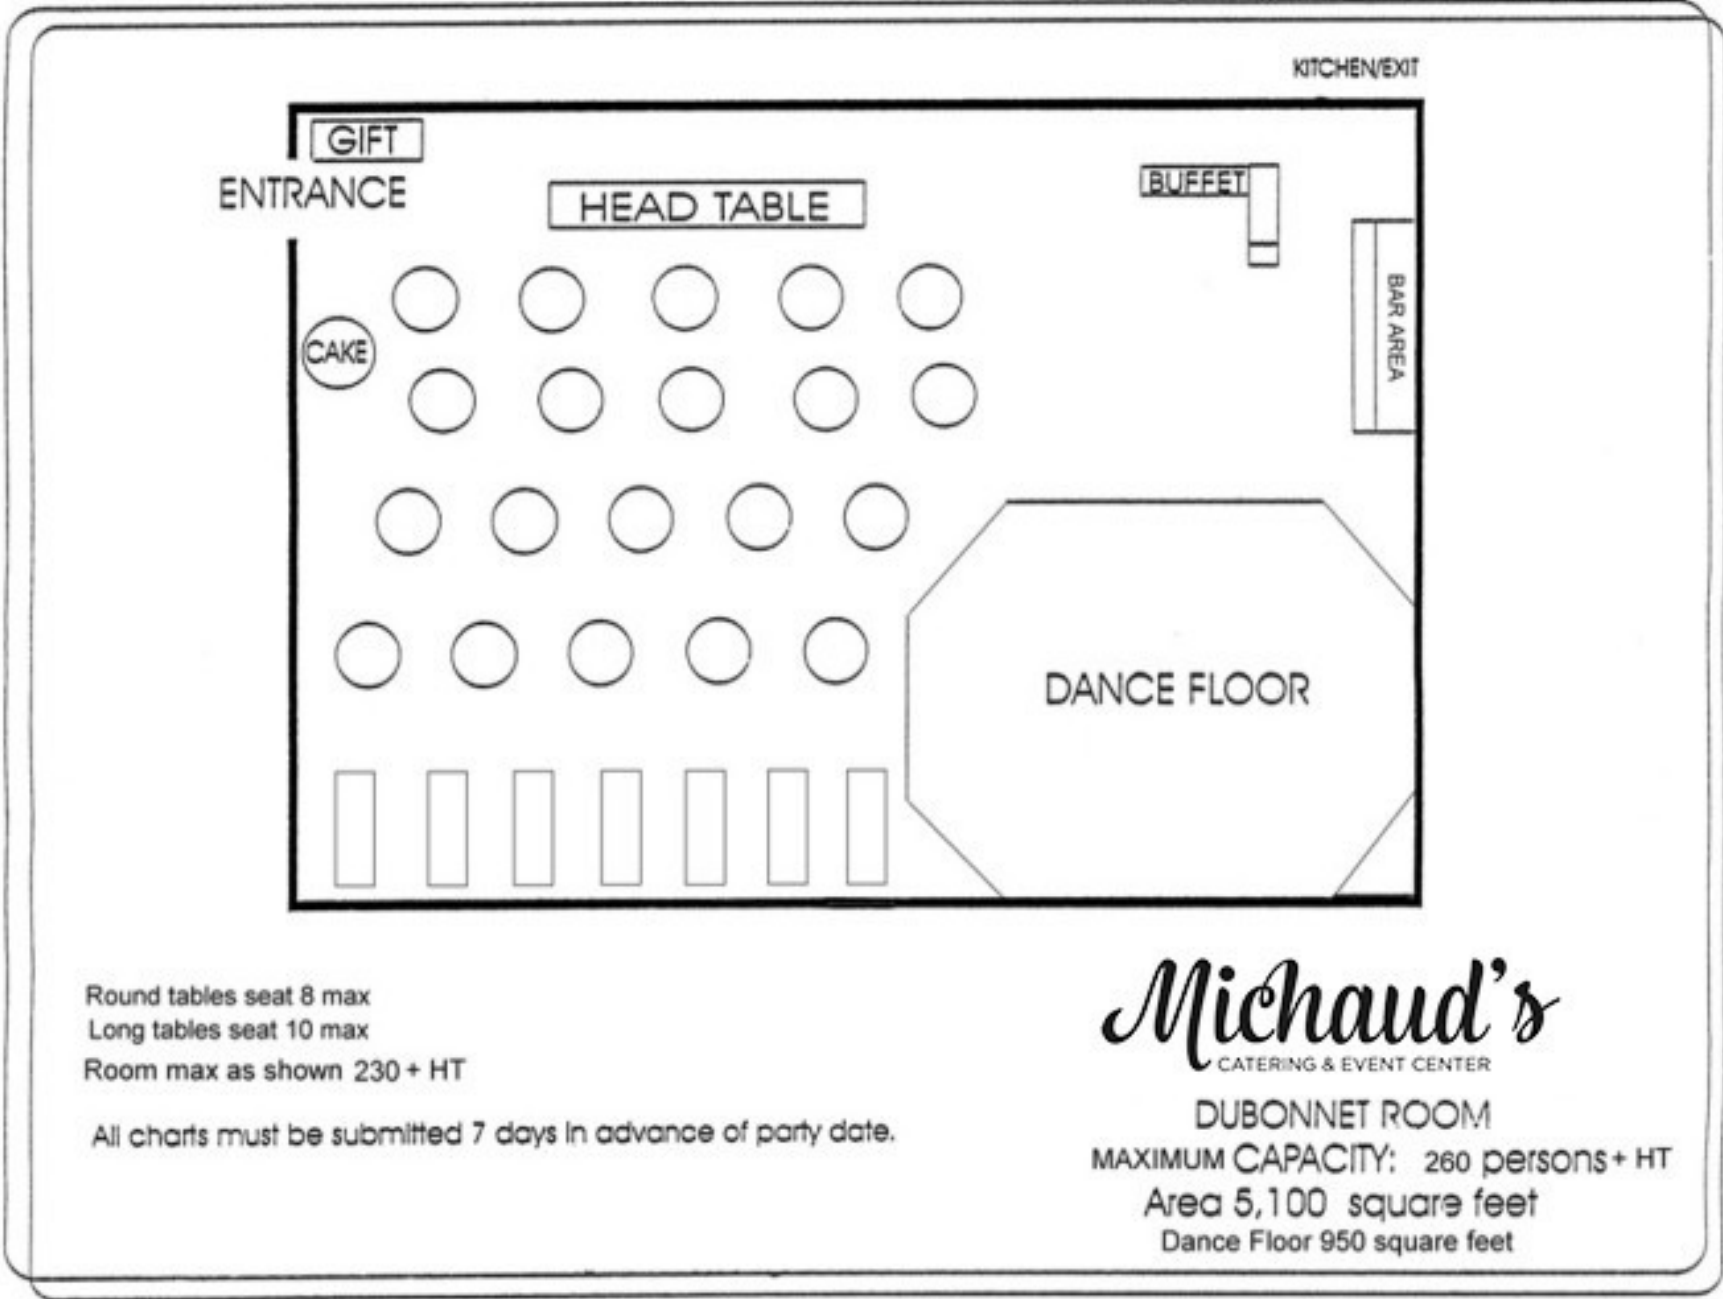 KITCHEN/EXIT
GIFT
ENTRANCE
HEAD TABLE
BUFFET
BAR AREA
CAKE
DANCE FLOOR
Round tables seat 8 max
Long tables seat 10 max
Room max as shown 230 + HT
All charts must be submitted 7 days in advance of party date.
Michaud's
CATERING & EVENT CENTER
DUBONNET ROOM
MAXIMUM CAPACITY: 260 persons + HT
Area 5,100 square feet
Dance Floor 950 square feet